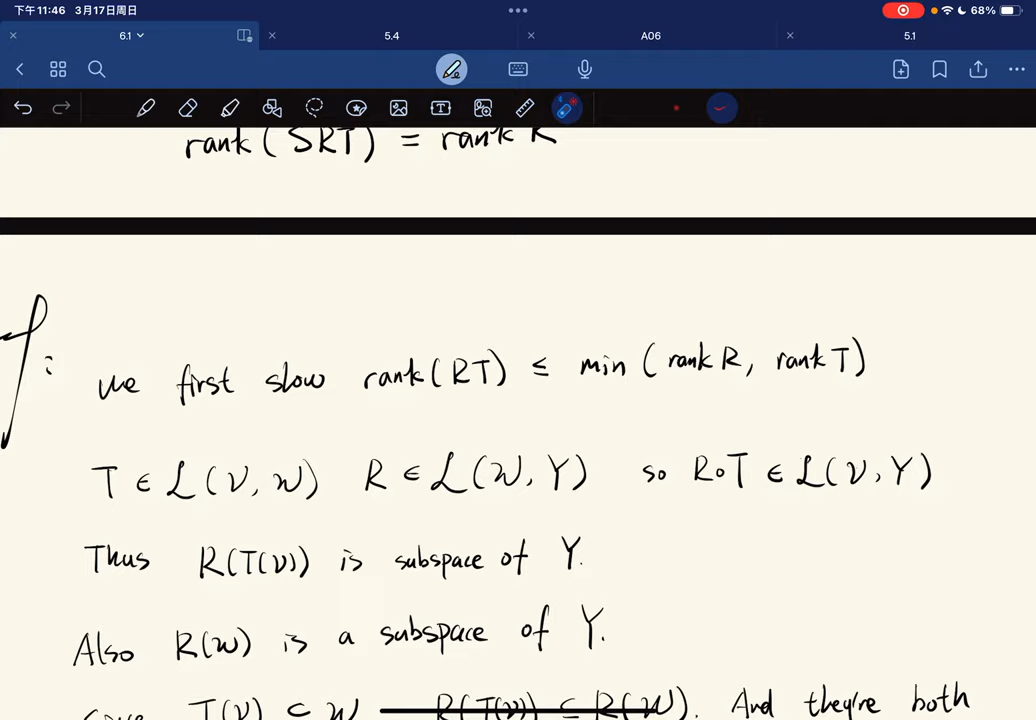 下午11:46 3月17日周日 68%
6.1 5.4 A06 5.1
rank(SRT) = rank R
We first slow rank(RT) ≤ min(rank R, rank T)
T ∈ L(V, W) R ∈ L(W, Y) so R∘T ∈ L(V, Y)
Thus R(T(V)) is subspace of Y.
Also R(W) is a subspace of Y.
T(V) ⊂ W R(T(V)) ⊆ R(W). And they're both